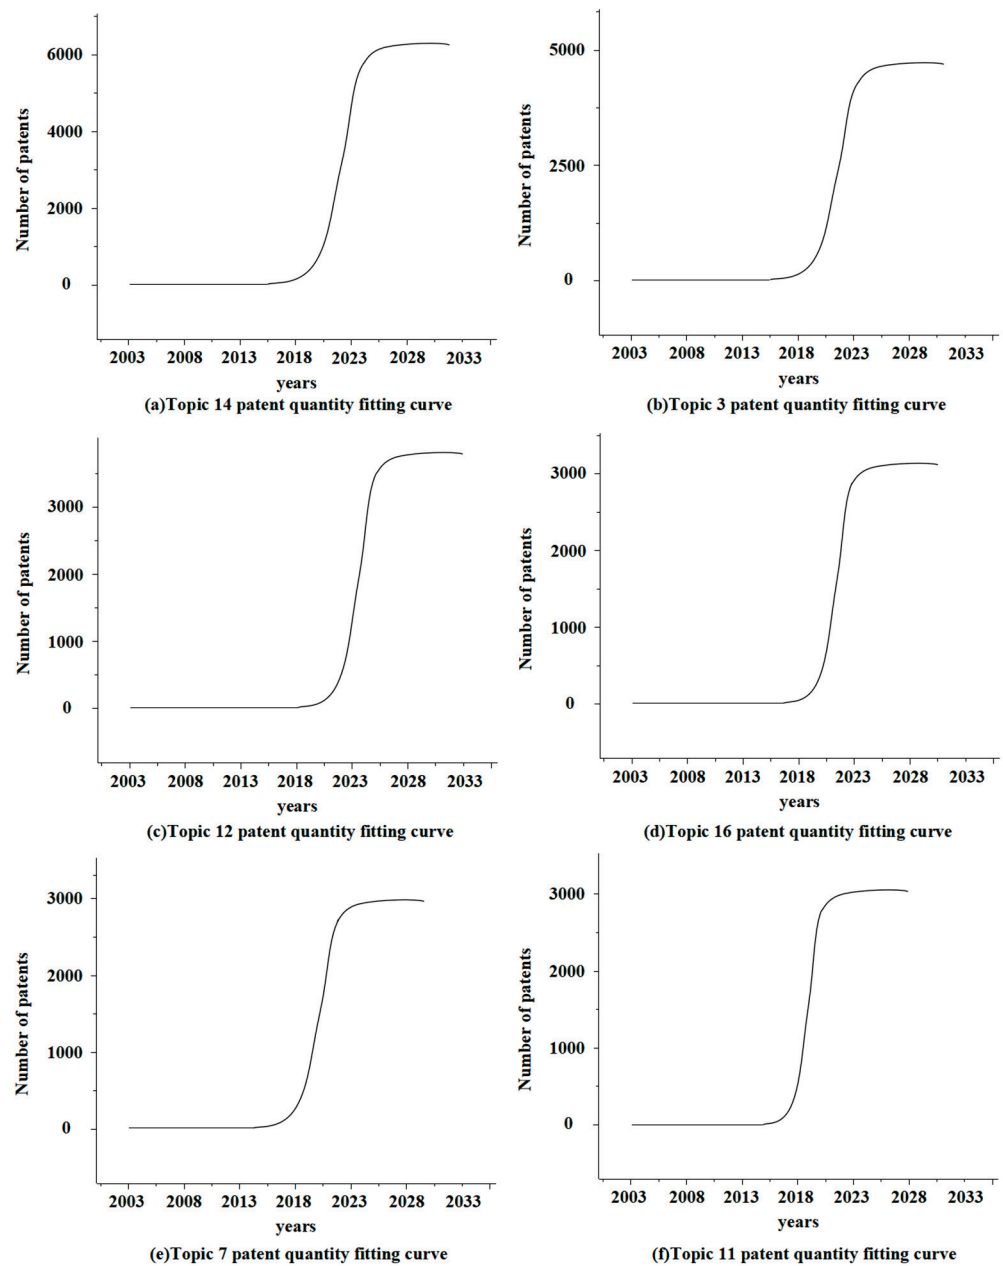 6000
4000
2000
0
Number of patents
2003 2008 2013 2018 2023 2028 2033
years
(a)Topic 14 patent quantity fitting curve
5000
2500
0
Number of patents
2003 2008 2013 2018 2023 2028 2033
years
(b)Topic 3 patent quantity fitting curve
3000
2000
1000
0
Number of patents
2003 2008 2013 2018 2023 2028 2033
years
(c)Topic 12 patent quantity fitting curve
3000
2000
1000
0
Number of patents
2003 2008 2013 2018 2023 2028 2033
years
(d)Topic 16 patent quantity fitting curve
3000
2000
1000
0
Number of patents
2003 2008 2013 2018 2023 2028 2033
years
(e)Topic 7 patent quantity fitting curve
3000
2000
1000
0
Number of patents
2003 2008 2013 2018 2023 2028 2033
years
(f)Topic 11 patent quantity fitting curve